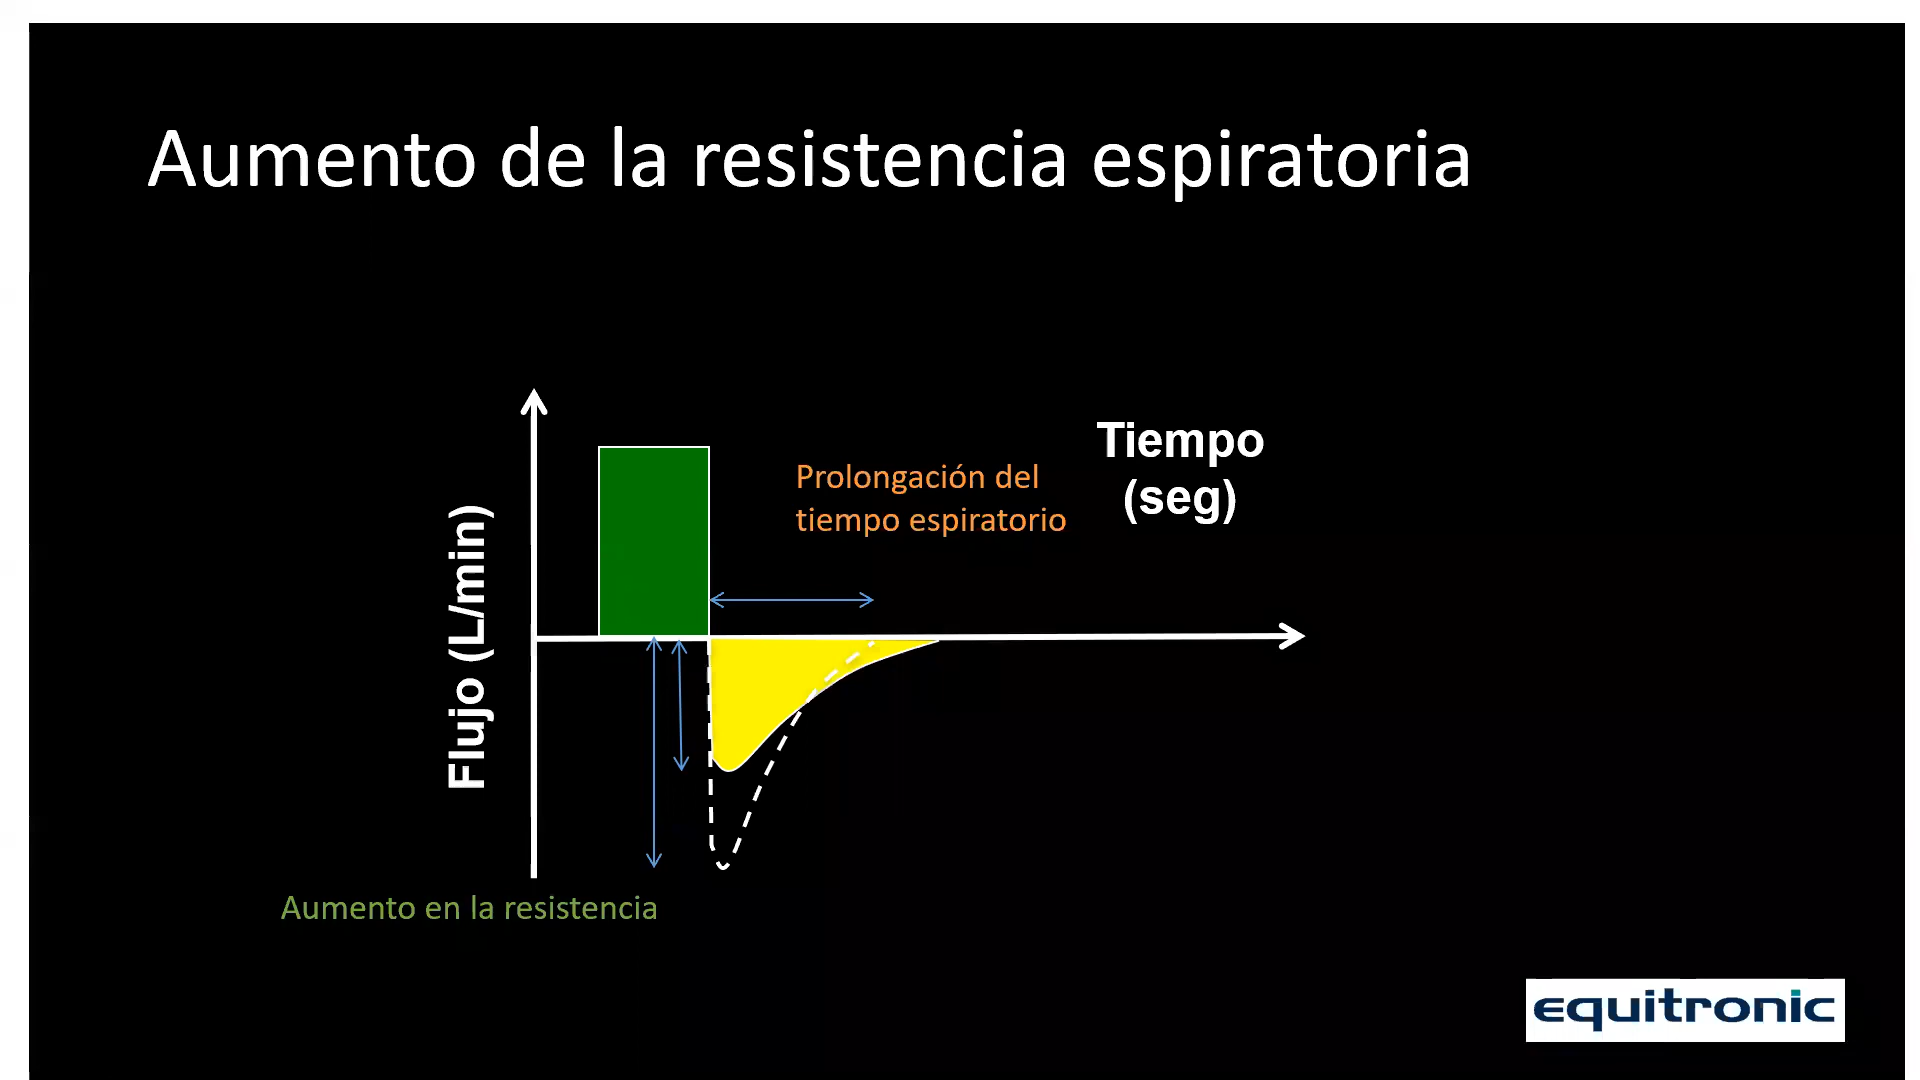 Aumento de la resistencia espiratoria
Tiempo
(seg)
Prolongación del
tiempo espiratorio
Flujo (L/min)
Aumento en la resistencia
equitronic